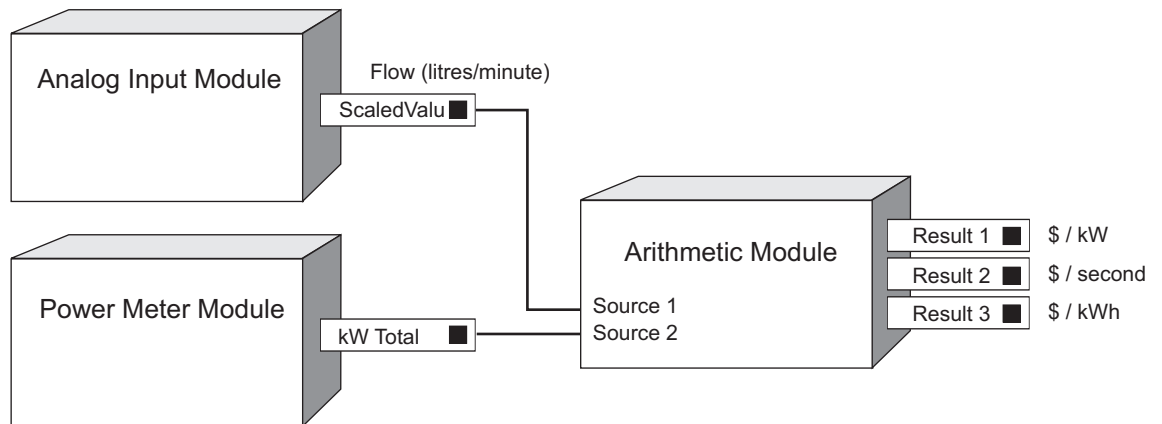 Analog Input Module
Flow (litres/minute)
ScaledValu
Power Meter Module
kW Total
Arithmetic Module
Source 1
Source 2
Result 1
$ / kW
Result 2
$ / second
Result 3
$ / kWh